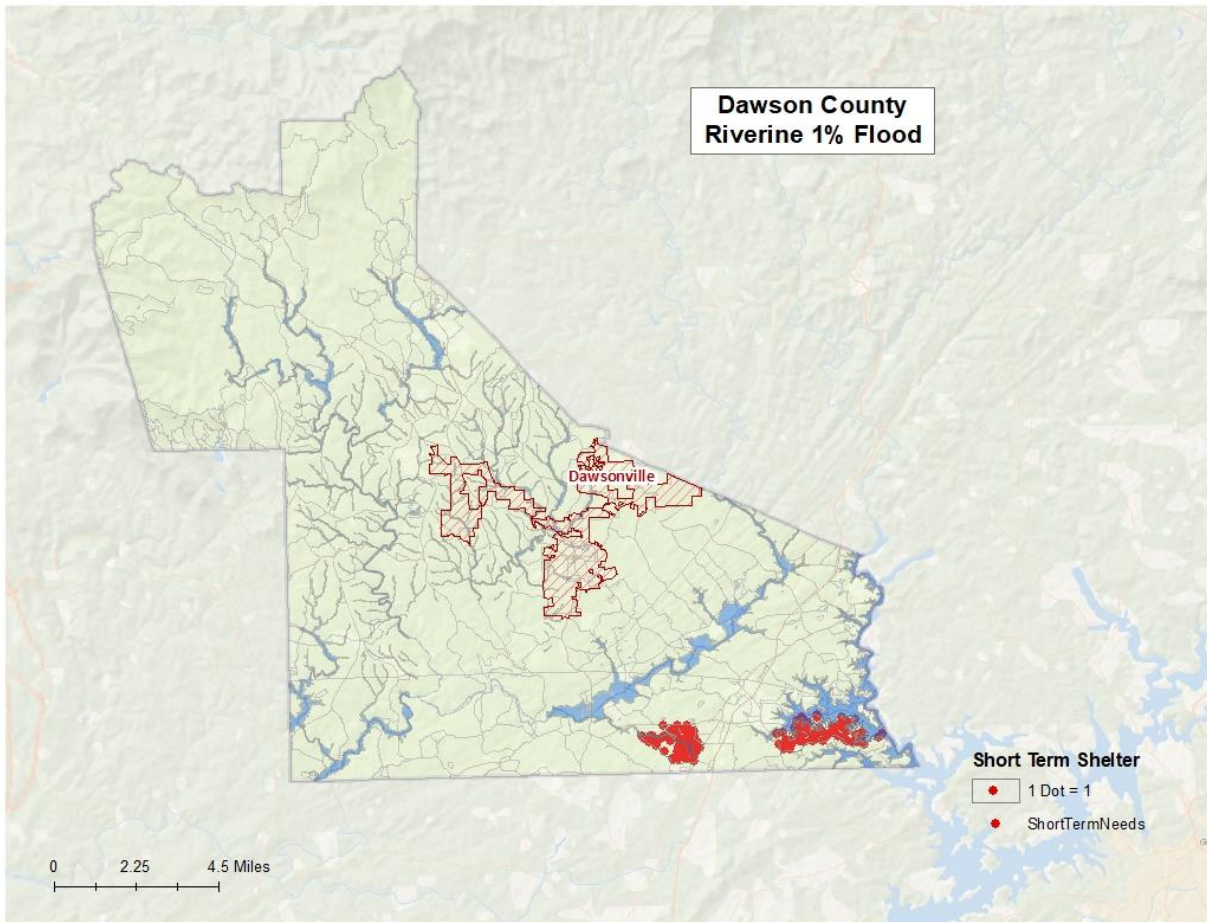 Dawson County
Riverine 1% Flood
Dawsonville
Short Term Shelter
1 Dot = 1
ShortTermNeeds
0 2.25 4.5 Miles